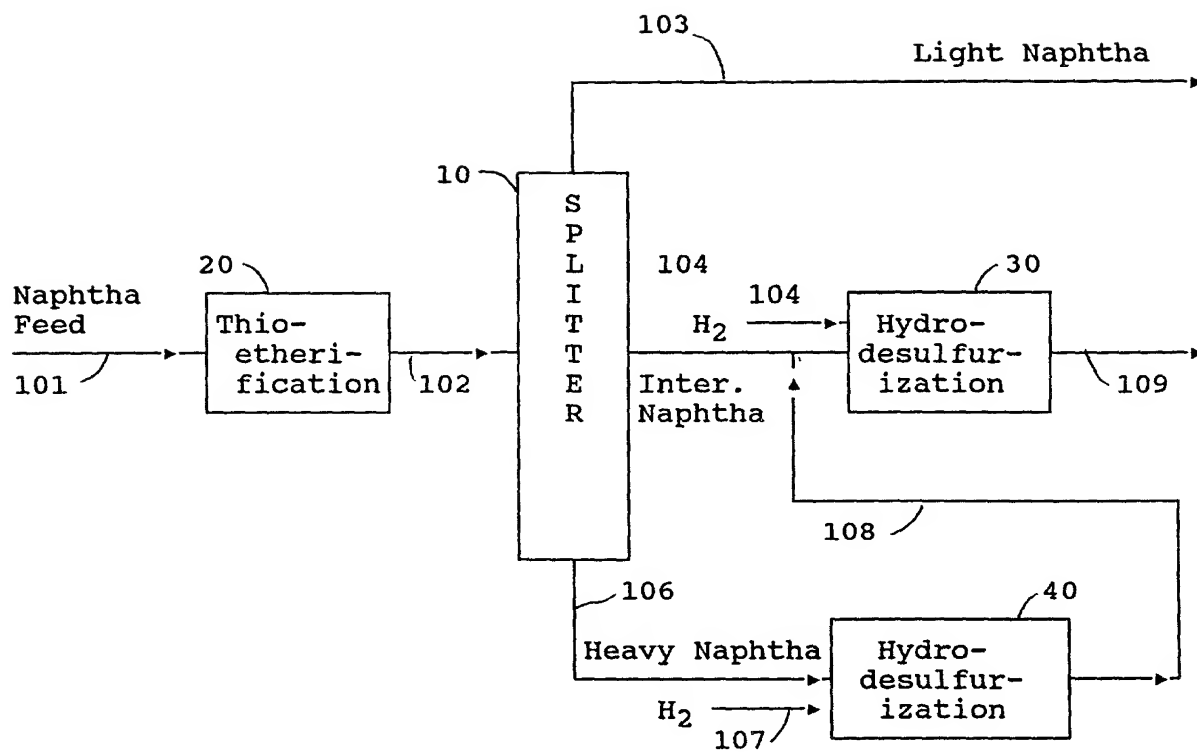 103
Light Naphtha
10
S
P
L
I
T
T
E
R
20
104
30
Naphtha
Feed
104
Thio-
etheri-
fication
H2
Hydro-
desulfur-
ization
101
102
Inter.
Naphtha
109
108
106
40
Heavy Naphtha
Hydro-
desulfur-
ization
H2
107